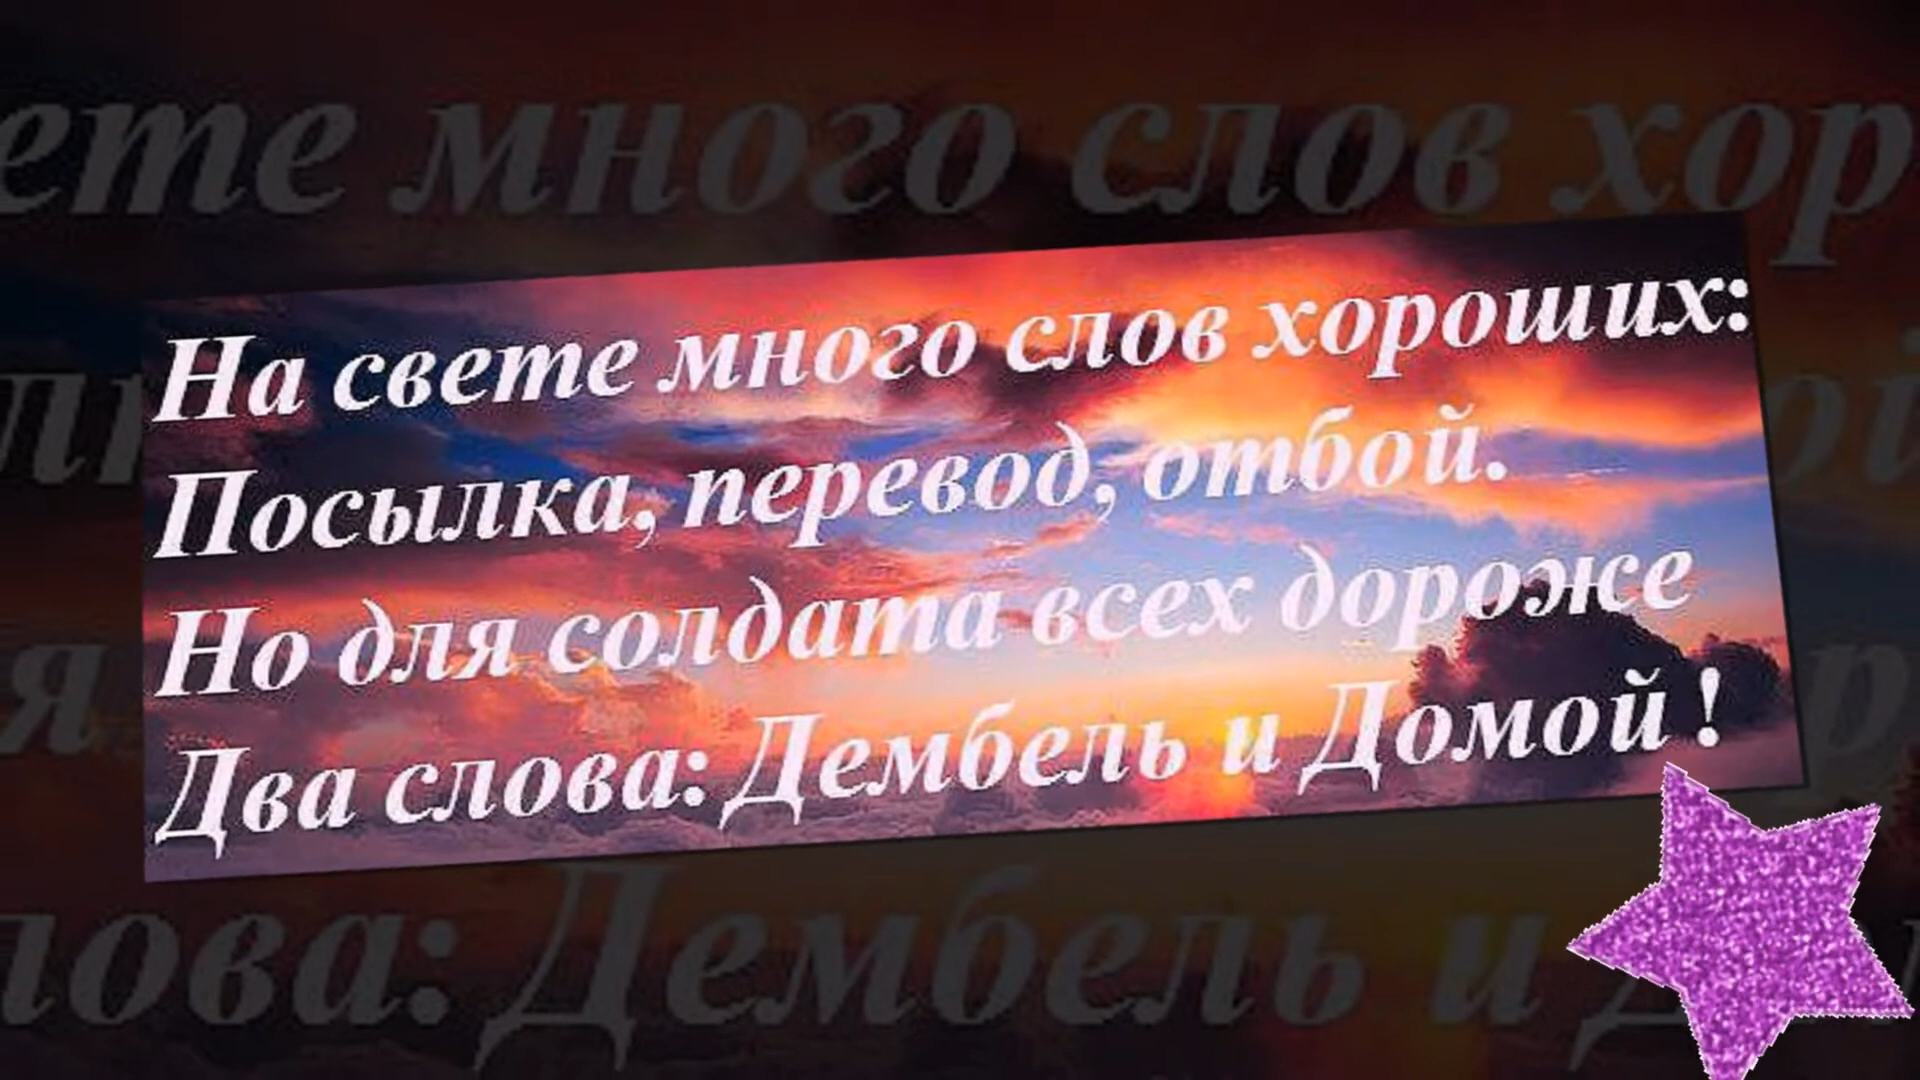 На свете много слов хороших:
Посылка, перевод, отбой.
Но для солдата всех дороже
Два слова: Дембель и Домой !